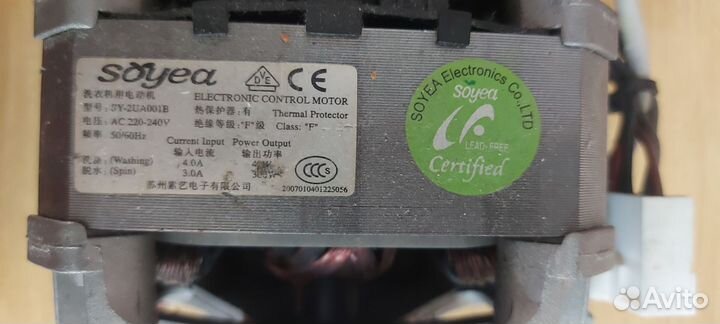 soyea
DVE
CE
洗衣机用电动机 ELECTRONIC CONTROL MOTOR
型号: SY-2UA001B 热保护器: 有 Thermal Protector
电压: AC 220-240V 绝缘等级: "F"级 Class: "F"
频率 50/60Hz Current Input Power Output
输入电流 输出功率
洗涤: (Washing) 4.0A
脱水: (Spin) 3.0A
CCC S
苏州索艺电子有限公司 2007010401225056
SOYEA Electronics Co.,LTD
soyea
LEAD-FREE
Certified
Avito